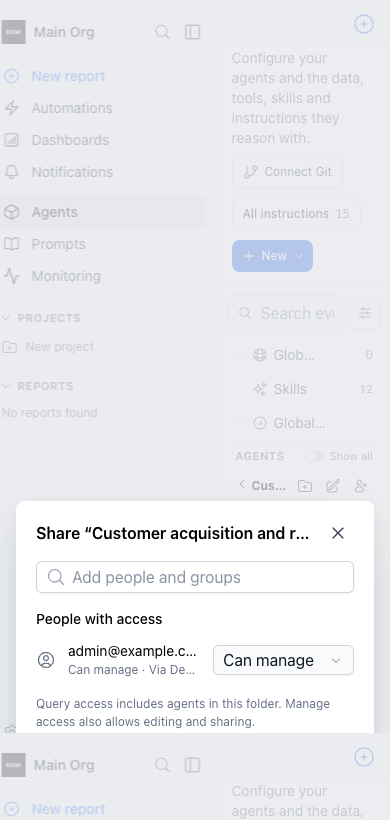 BOW
Main Org
New report
Automations
Dashboards
Notifications
Agents
Prompts
Monitoring
PROJECTS
New project
REPORTS
No reports found
Configure your
agents and the data,
tools, skills and
instructions they
reason with.
Connect Git
All instructions 15
New
Search eve
Glob... 0
Skills 12
Global...
AGENTS Show all
Cus...
Share “Customer acquisition and r...
Add people and groups
People with access
admin@example.c...
Can manage · Via De...
Can manage
Query access includes agents in this folder. Manage
access also allows editing and sharing.
BOW
Main Org
New report
Configure your
agents and the data,